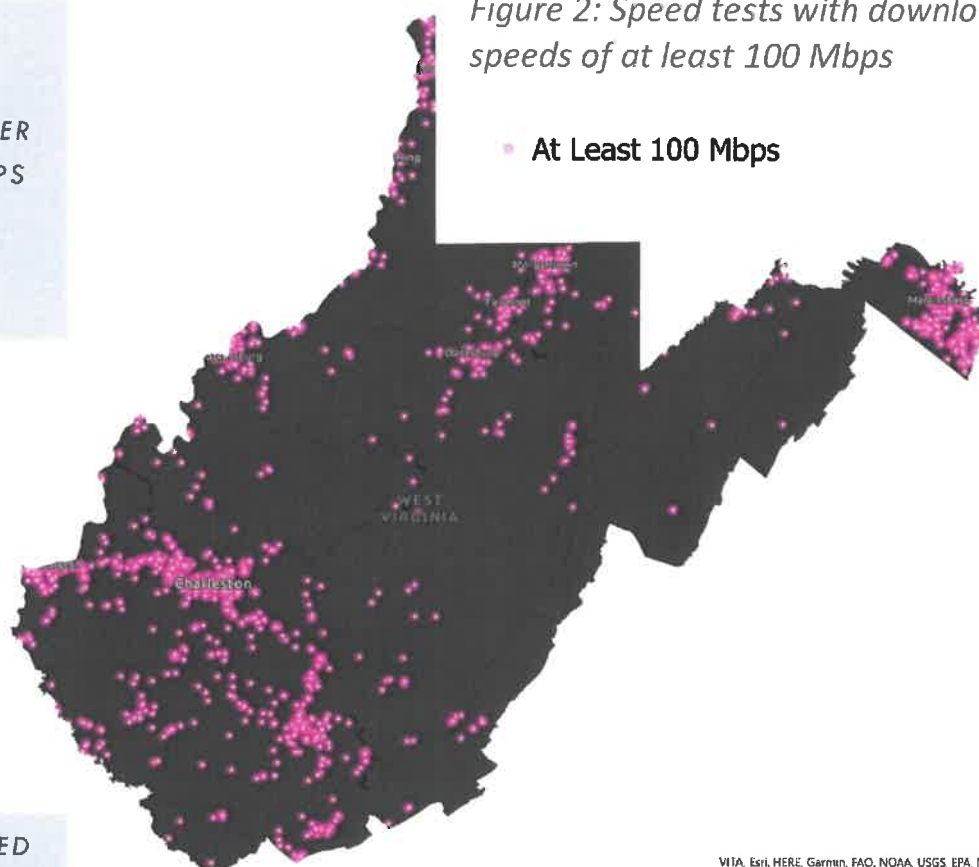 Figure 2: Speed tests with downlo
speeds of at least 100 Mbps
ER
PS
At Least 100 Mbps
WEST
VIRGINIA
Charleston
ED
VITA, Esri, HERE, Garmin, FAO, NOAA, USGS, EPA,